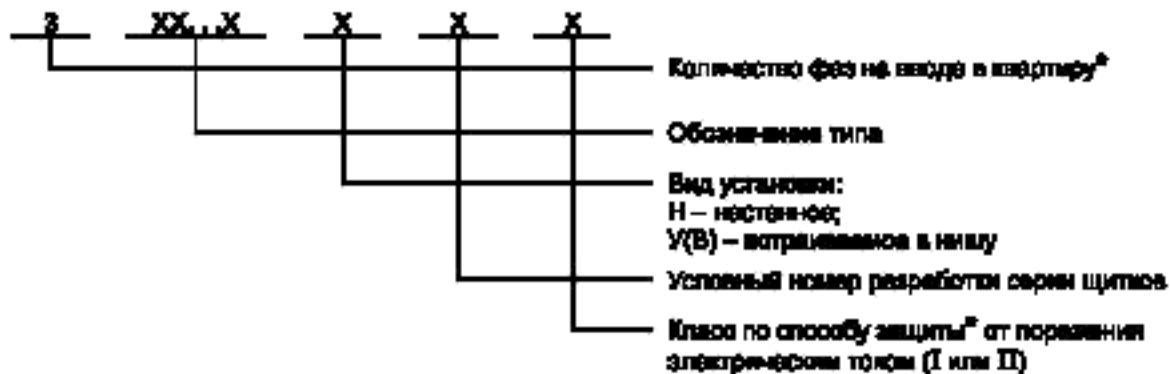 3 XX...X X X X
Количество фаз на вводе в квартиру*
Обозначение типа
Вид установки:
Н – настенное;
У(В) – встраиваемое в нишу
Условный номер разработки серии щитков
Класс по способу защиты* от поражения
электрическим током (I или II)